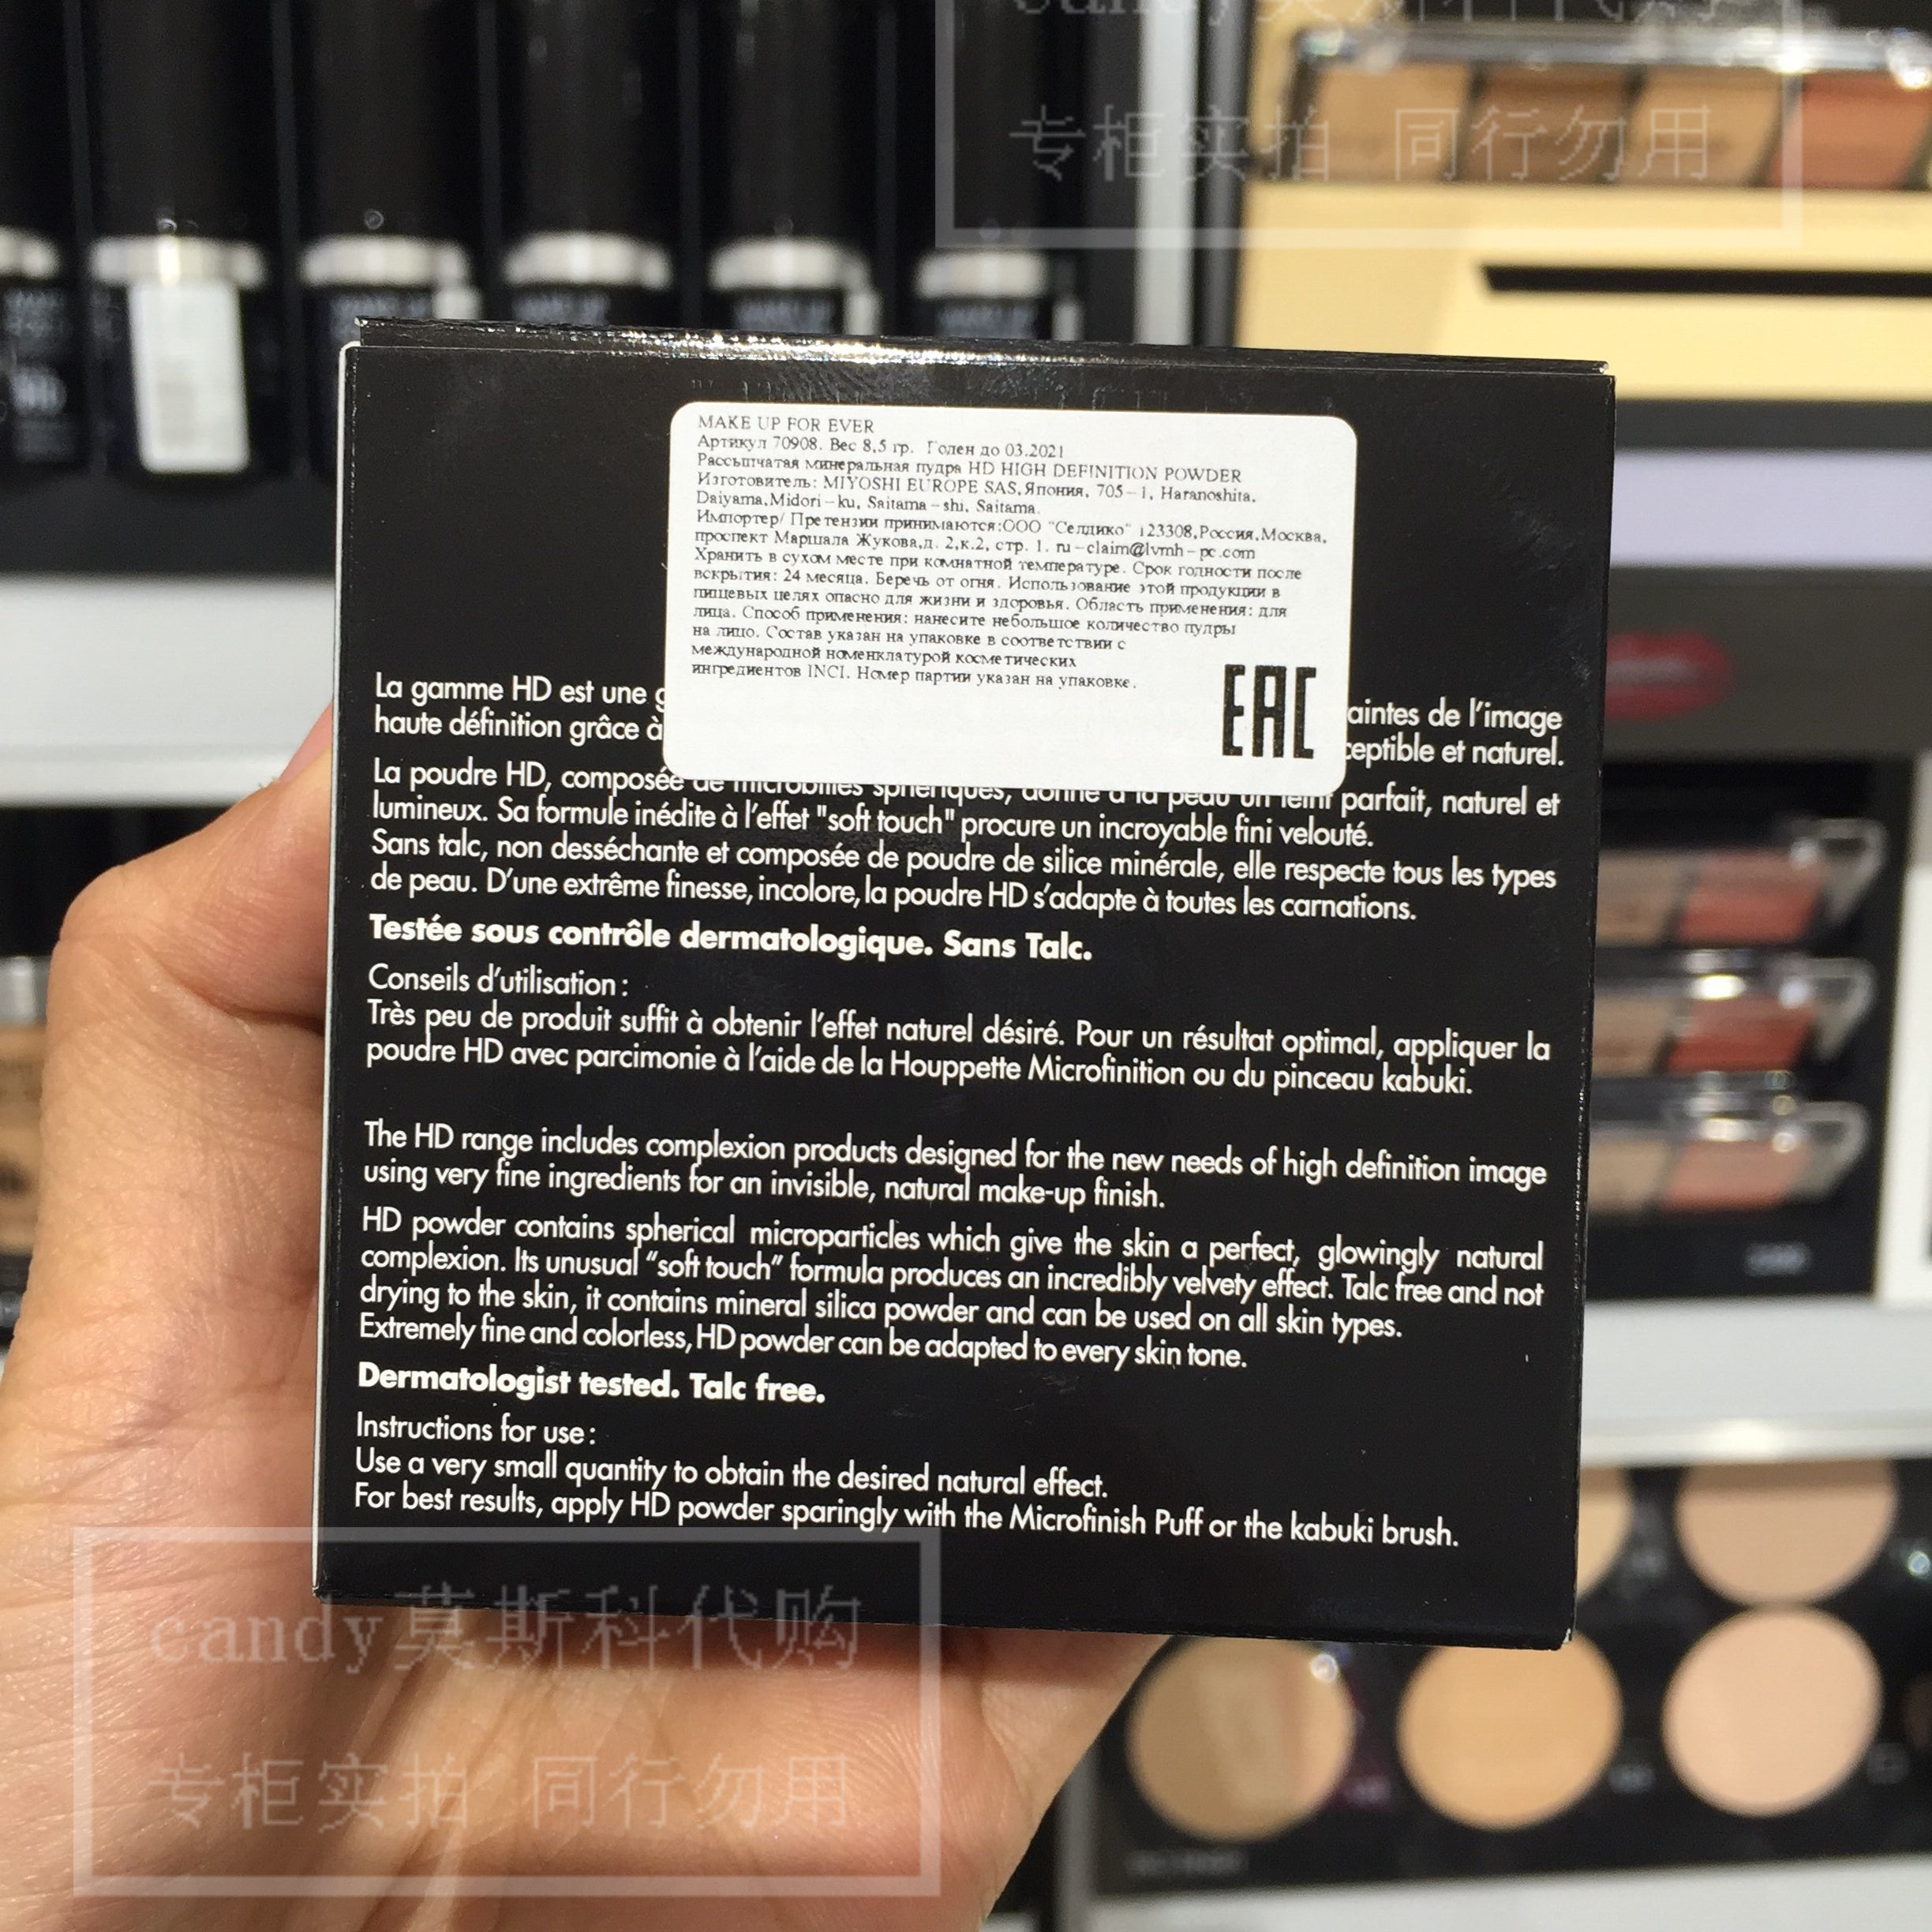 专柜实拍 同行勿用
MAKE UP FOR EVER
Артикул 70908. Вес 8,5 гр. Годен до 03.2021
Рассыпчатая минеральная пудра HD HIGH DEFINITION POWDER
Изготовитель: MIYOSHI EUROPE SAS,Япония, 705-1, Haranoshita,
Daiyama,Midori-ku, Saitama-shi, Saitama.
Импортер/ Претензии принимаются:ООО "Селдико" 123308,Россия,Москва,
проспект Маршала Жукова,д. 2,к.2, стр. 1. ru-claim@lvmh-pc.com
Хранить в сухом месте при комнатной температуре. Срок годности после
вскрытия: 24 месяца. Беречь от огня. Использование этой продукции в
пищевых целях опасно для жизни и здоровья. Область применения: для
лица. Способ применения: нанесите небольшое количество пудры
на лицо. Состав указан на упаковке в соответствии с
международной номенклатурой косметических
ингредиентов INCI. Номер партии указан на упаковке.
EAC
La gamme HD est une g aintes de l'image
haute définition grâce à ceptible et naturel.
La poudre HD, composée de microbilles sphériques, donne à la peau un teint parfait, naturel et
lumineux. Sa formule inédite à l'effet "soft touch" procure un incroyable fini velouté.
Sans talc, non desséchante et composée de poudre de silice minérale, elle respecte tous les types
de peau. D'une extrême finesse, incolore, la poudre HD s'adapte à toutes les carnations.
Testée sous contrôle dermatologique. Sans Talc.
Conseils d'utilisation :
Très peu de produit suffit à obtenir l'effet naturel désiré. Pour un résultat optimal, appliquer la
poudre HD avec parcimonie à l'aide de la Houppette Microfinition ou du pinceau kabuki.
The HD range includes complexion products designed for the new needs of high definition image
using very fine ingredients for an invisible, natural make-up finish.
HD powder contains spherical microparticles which give the skin a perfect, glowingly natural
complexion. Its unusual “soft touch” formula produces an incredibly velvety effect. Talc free and not
drying to the skin, it contains mineral silica powder and can be used on all skin types.
Extremely fine and colorless, HD powder can be adapted to every skin tone.
Dermatologist tested. Talc free.
Instructions for use :
Use a very small quantity to obtain the desired natural effect.
For best results, apply HD powder sparingly with the Microfinish Puff or the kabuki brush.
candy莫斯科代购
专柜实拍 同行勿用